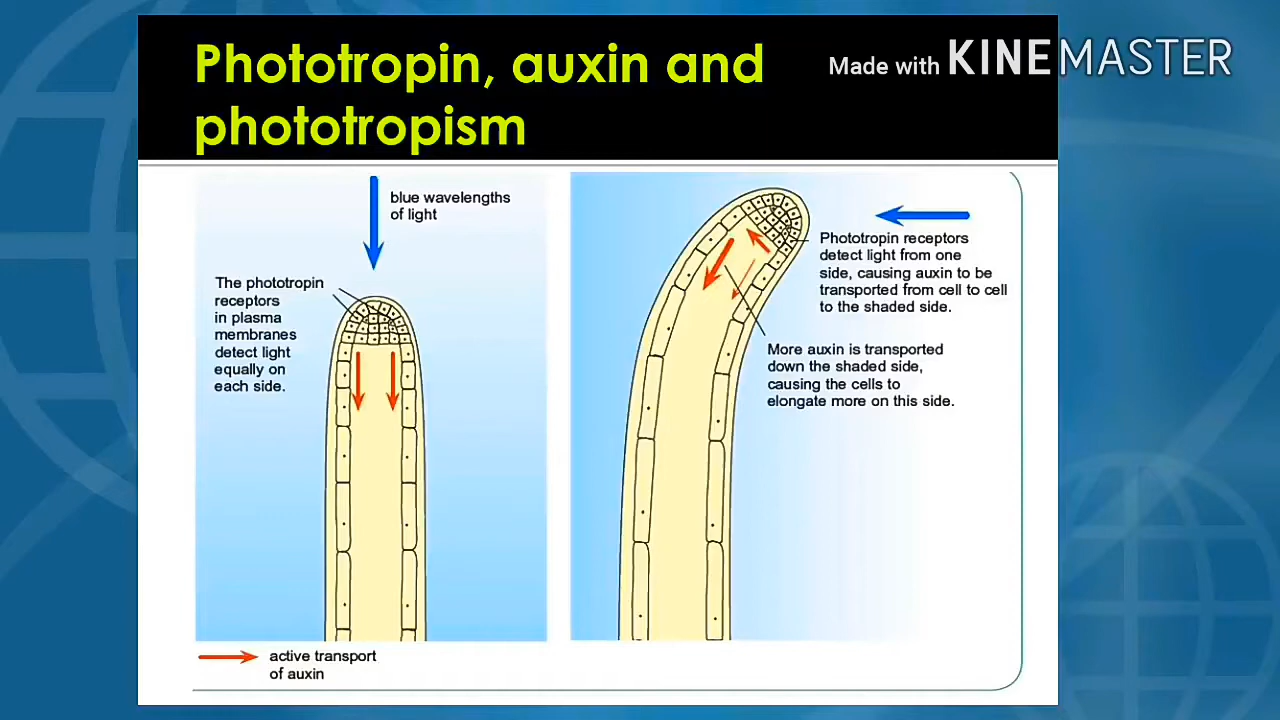 Phototropin, auxin and
phototropism
Made with KINEMASTER
blue wavelengths
of light
The phototropin
receptors
in plasma
membranes
detect light
equally on
each side.
Phototropin receptors
detect light from one
side, causing auxin to be
transported from cell to cell
to the shaded side.
More auxin is transported
down the shaded side,
causing the cells to
elongate more on this side.
active transport
of auxin